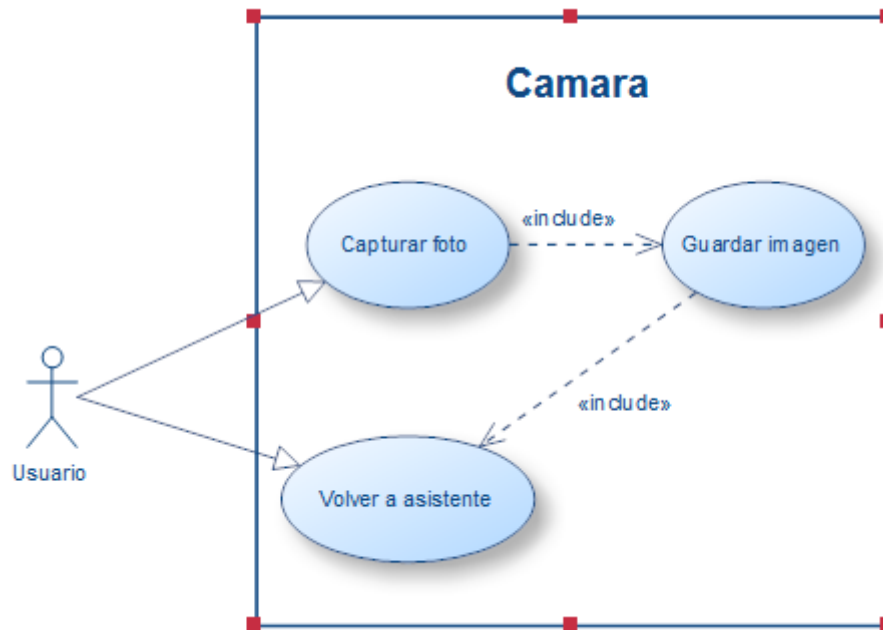 Camara
Capturar foto
«include»
Guardar imagen
«include»
Usuario
Volver a asistente